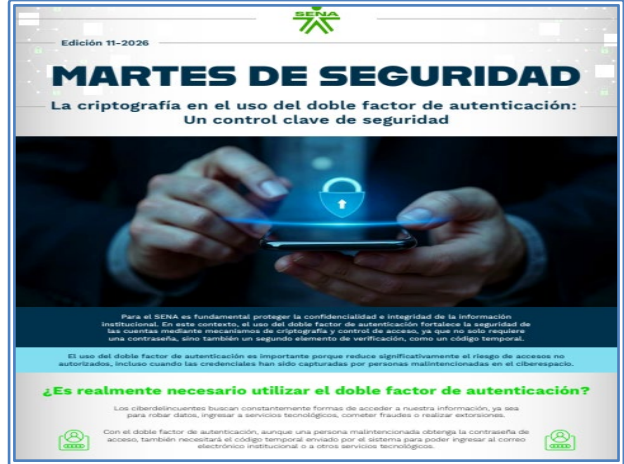 SENA
Edición 11-2026
MARTES DE SEGURIDAD
La criptografía en el uso del doble factor de autenticación:
Un control clave de seguridad
Para el SENA es fundamental proteger la confidencialidad e integridad de la información
institucional. En este contexto, el uso del doble factor de autenticación fortalece la seguridad de
las cuentas mediante mecanismos de criptografía y control de acceso, ya que no solo requiere
una contraseña, sino también un segundo elemento de verificación, como un código temporal.
El uso del doble factor de autenticación es importante porque reduce significativamente el riesgo de accesos no
autorizados, incluso cuando las credenciales han sido capturadas por personas malintencionadas en el ciberespacio.
¿Es realmente necesario utilizar el doble factor de autenticación?
Los ciberdelincuentes buscan constantemente formas de acceder a nuestra información, ya sea
para robar datos, ingresar a servicios tecnológicos, cometer fraudes o realizar extorsiones.
Con el doble factor de autenticación, aunque una persona malintencionada obtenga la contraseña de
acceso, también necesitará el código temporal enviado por el sistema para poder ingresar al correo
electrónico institucional o a otros servicios tecnológicos.